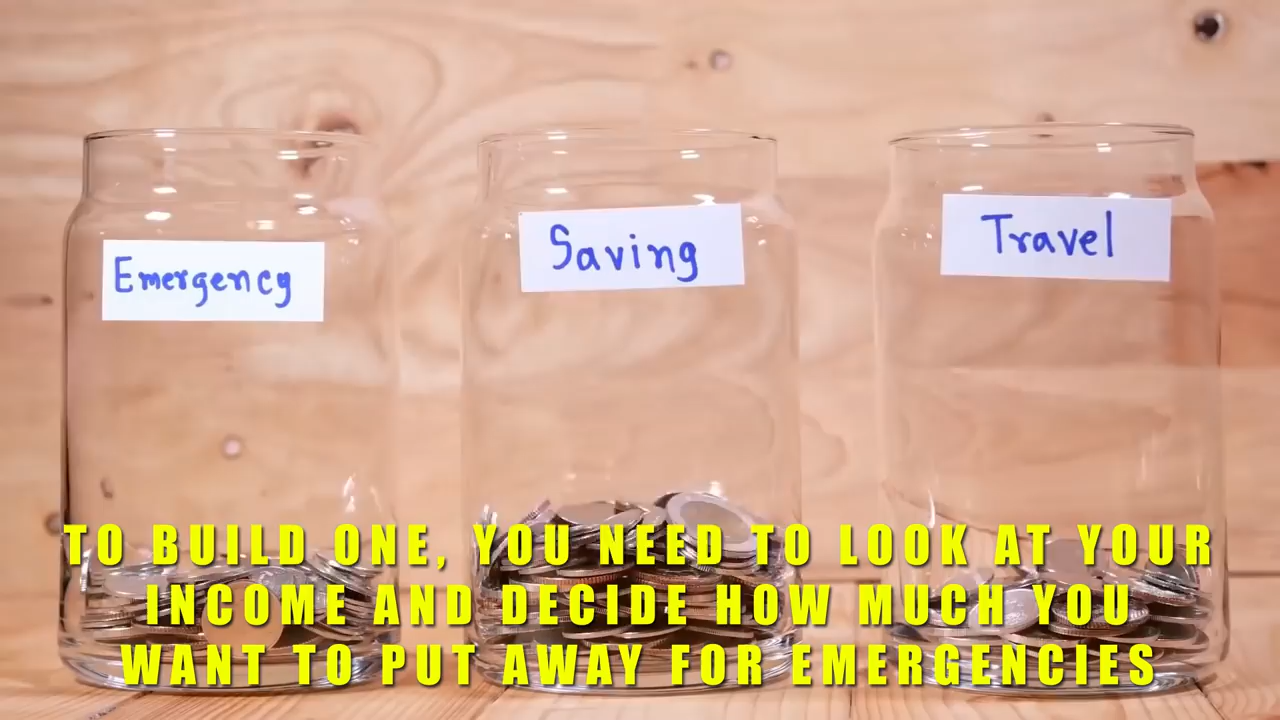 Emergency
Saving
Travel
TO BUILD ONE, YOU NEED TO LOOK AT YOUR
INCOME AND DECIDE HOW MUCH YOU
WANT TO PUT AWAY FOR EMERGENCIES